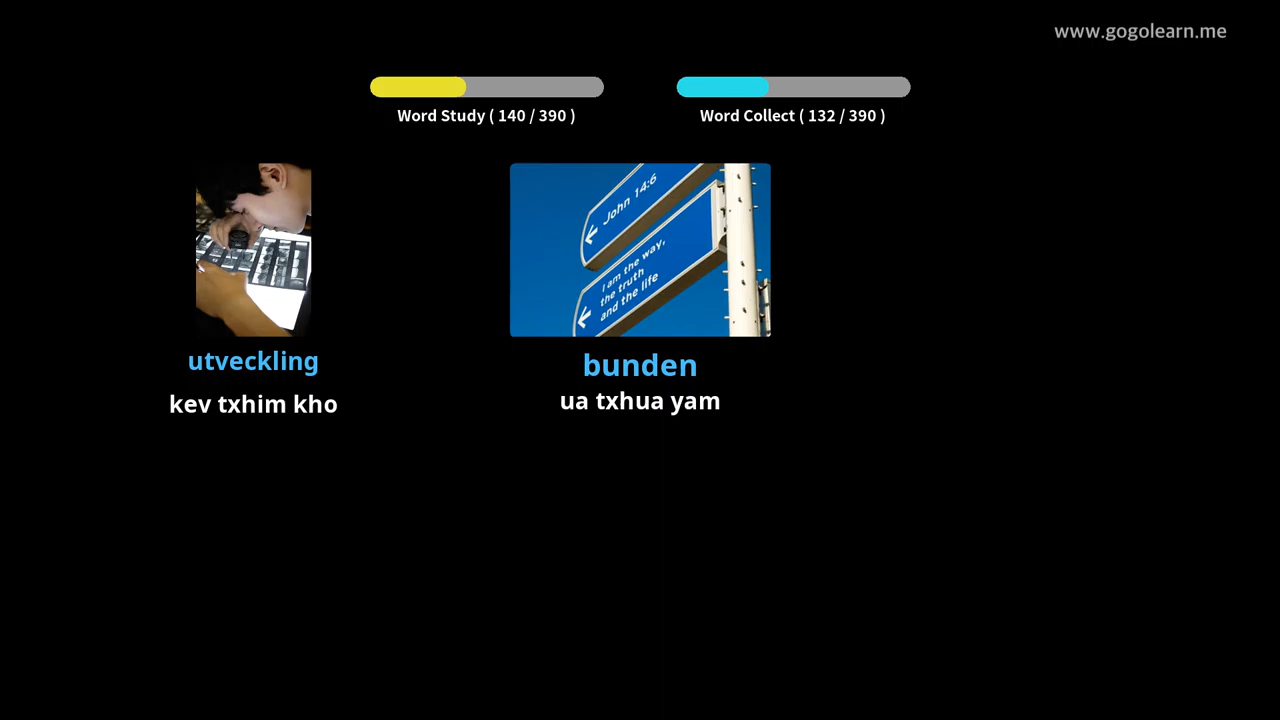 www.gogolearn.me
Word Study ( 140 / 390 )
Word Collect ( 132 / 390 )
John 14:6
I am the way,
the truth
and the life
utveckling
kev txhim kho
bunden
ua txhua yam